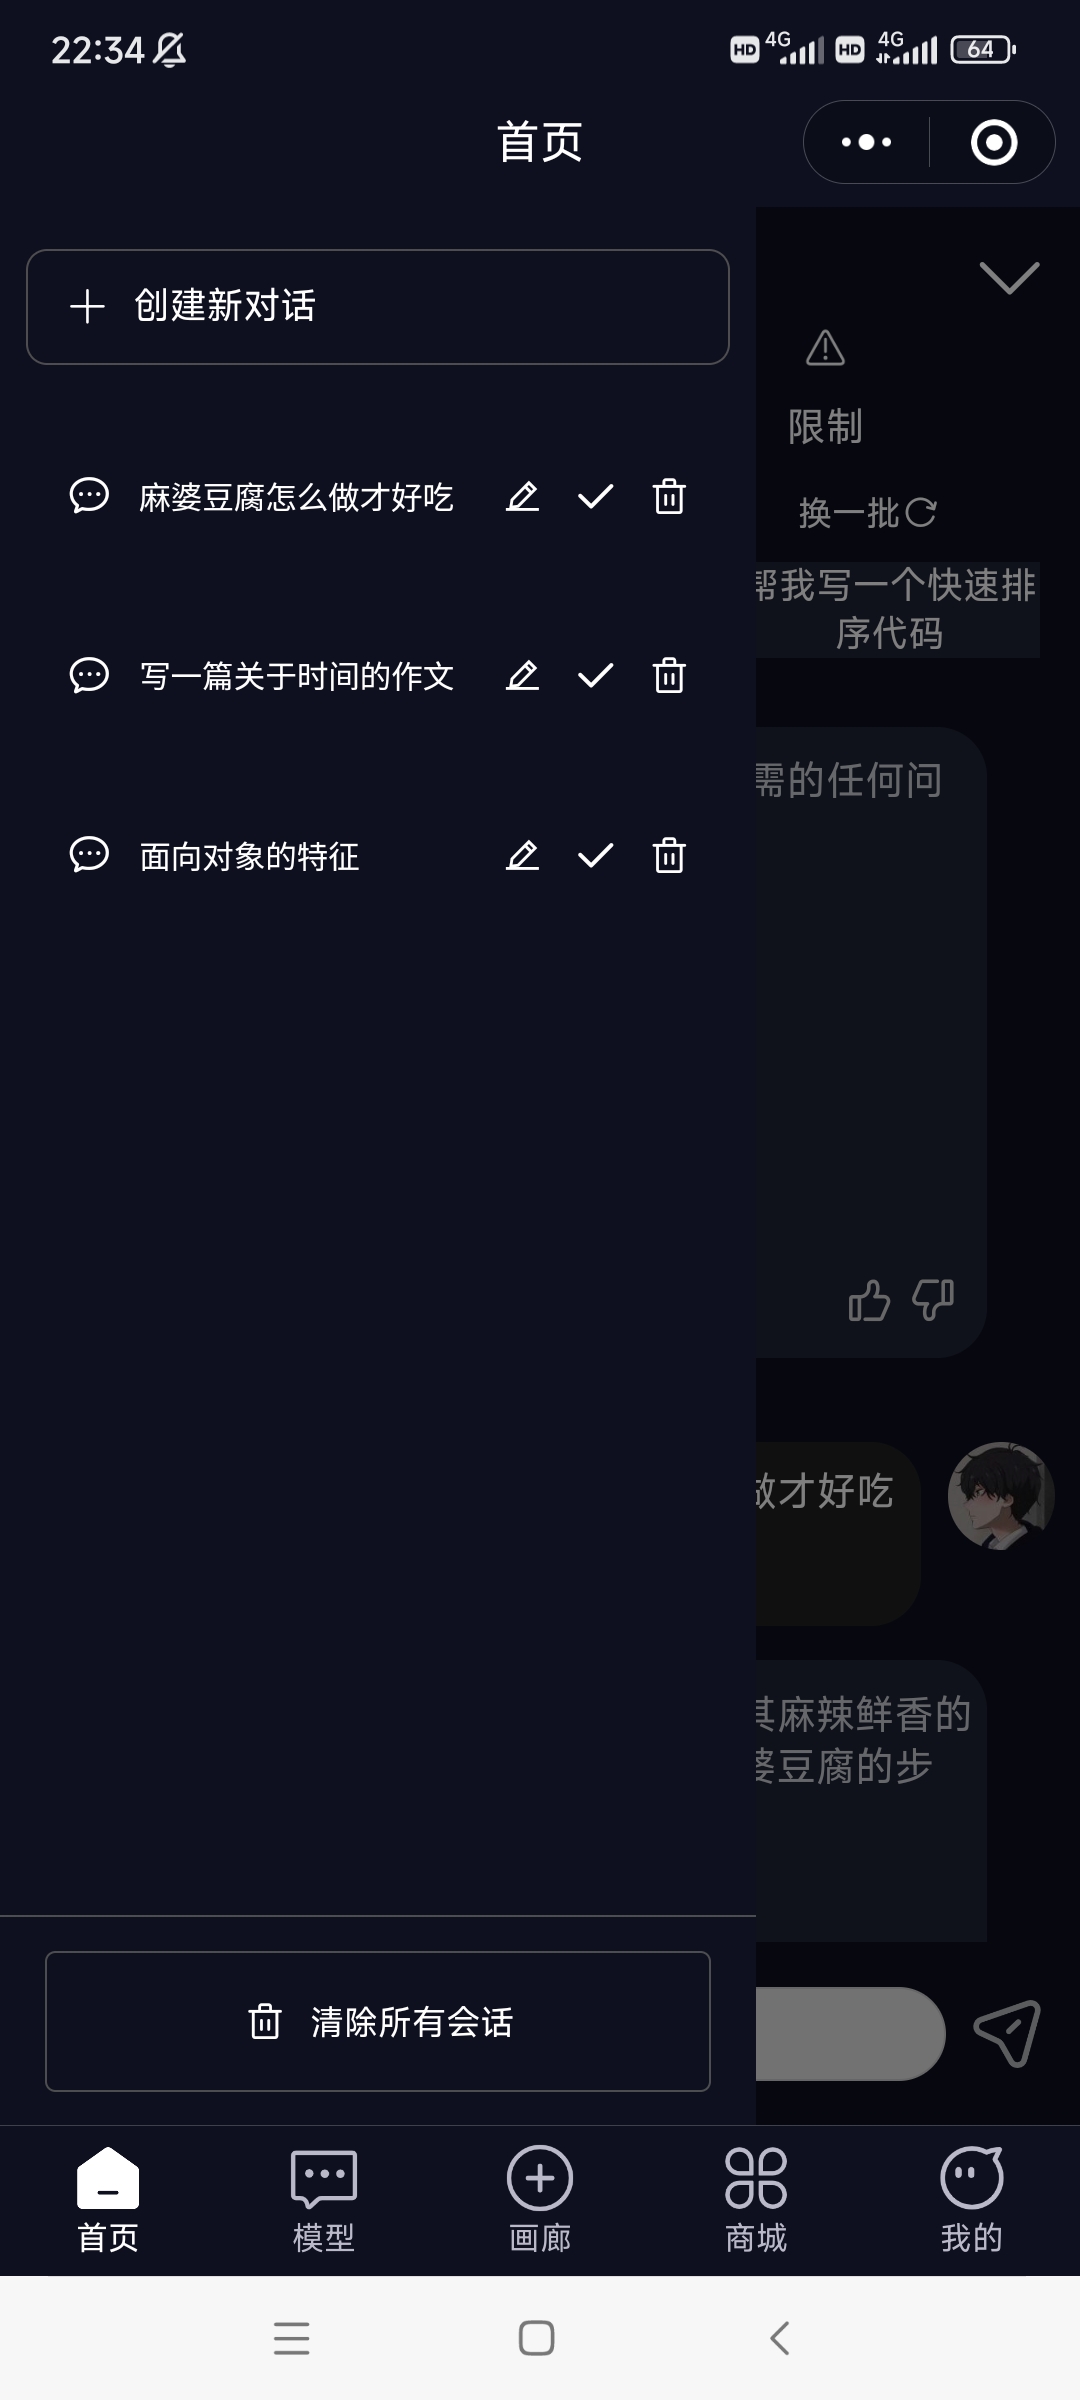 22:34
HD 4G HD 4G 64
首页
创建新对话
麻婆豆腐怎么做才好吃
写一篇关于时间的作文
面向对象的特征
限制
换一批
帮我写一个快速排
序代码
需的任何问
做才好吃
其麻辣鲜香的
婆豆腐的步
清除所有会话
首页
模型
画廊
商城
我的